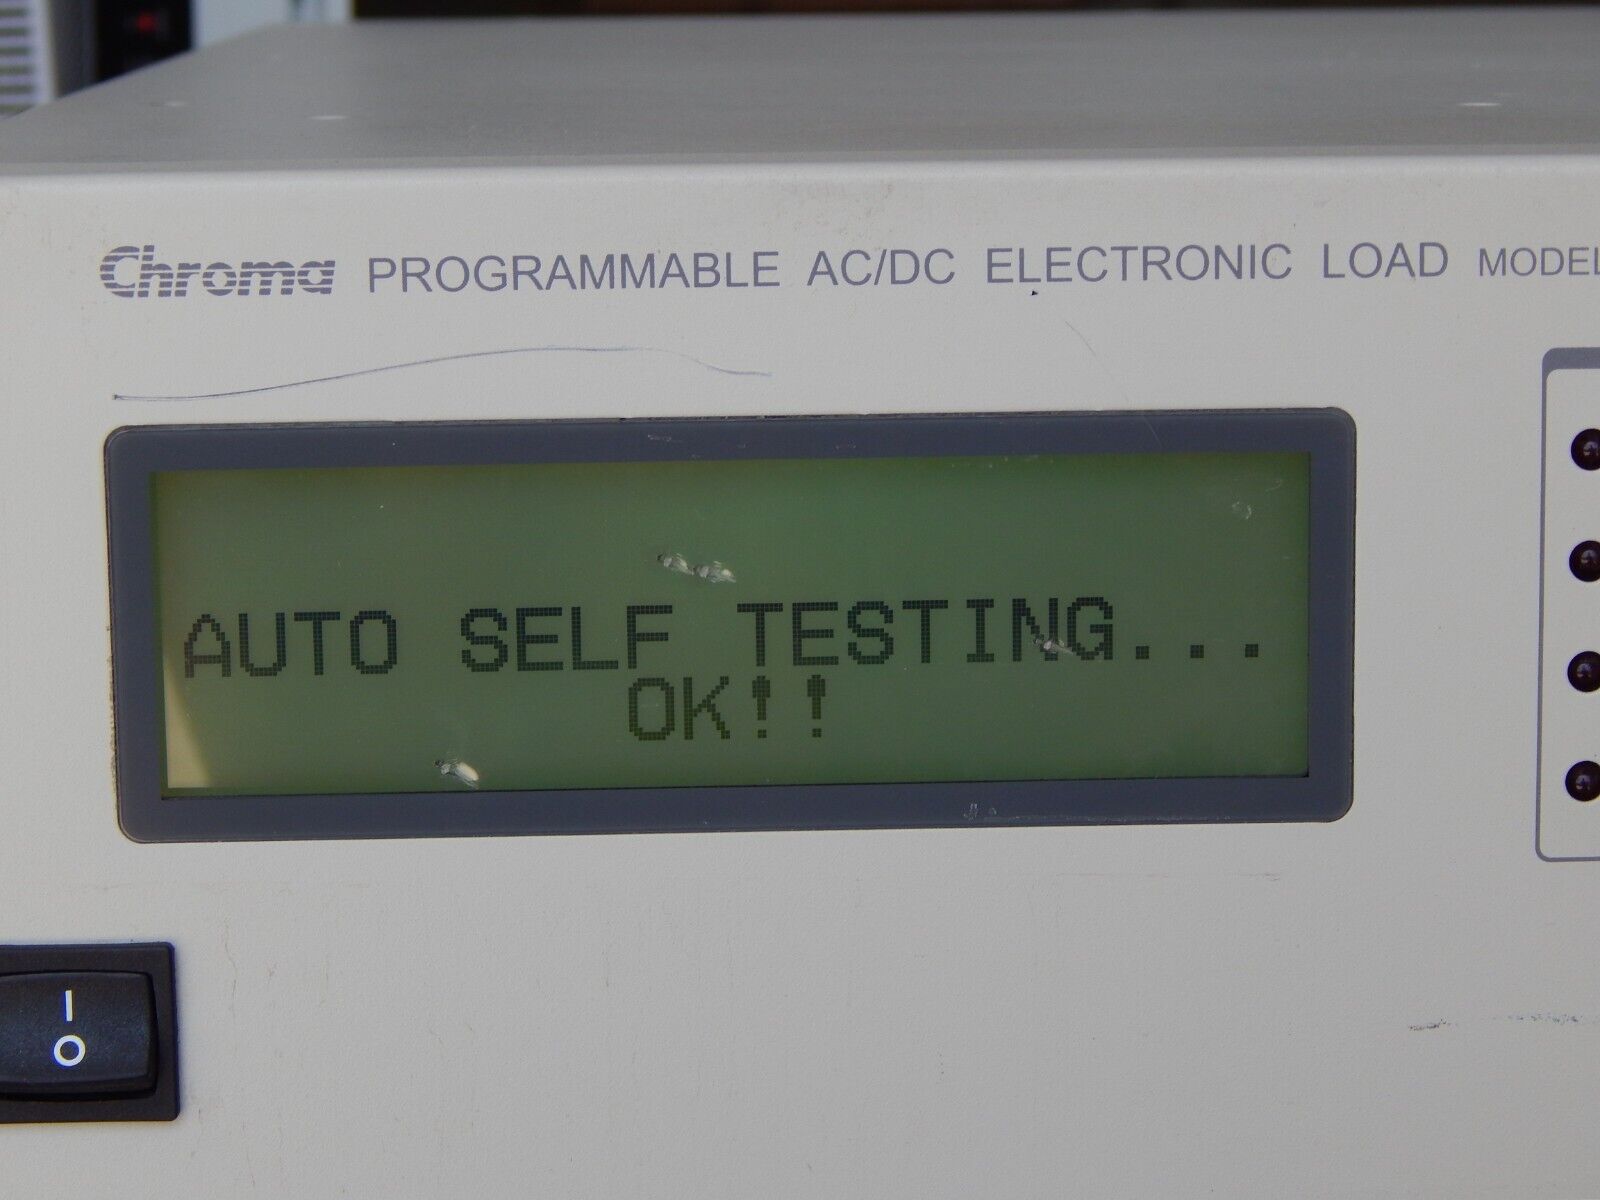 Chroma PROGRAMMABLE AC/DC ELECTRONIC LOAD MODEL
AUTO SELF TESTING...
OK!!